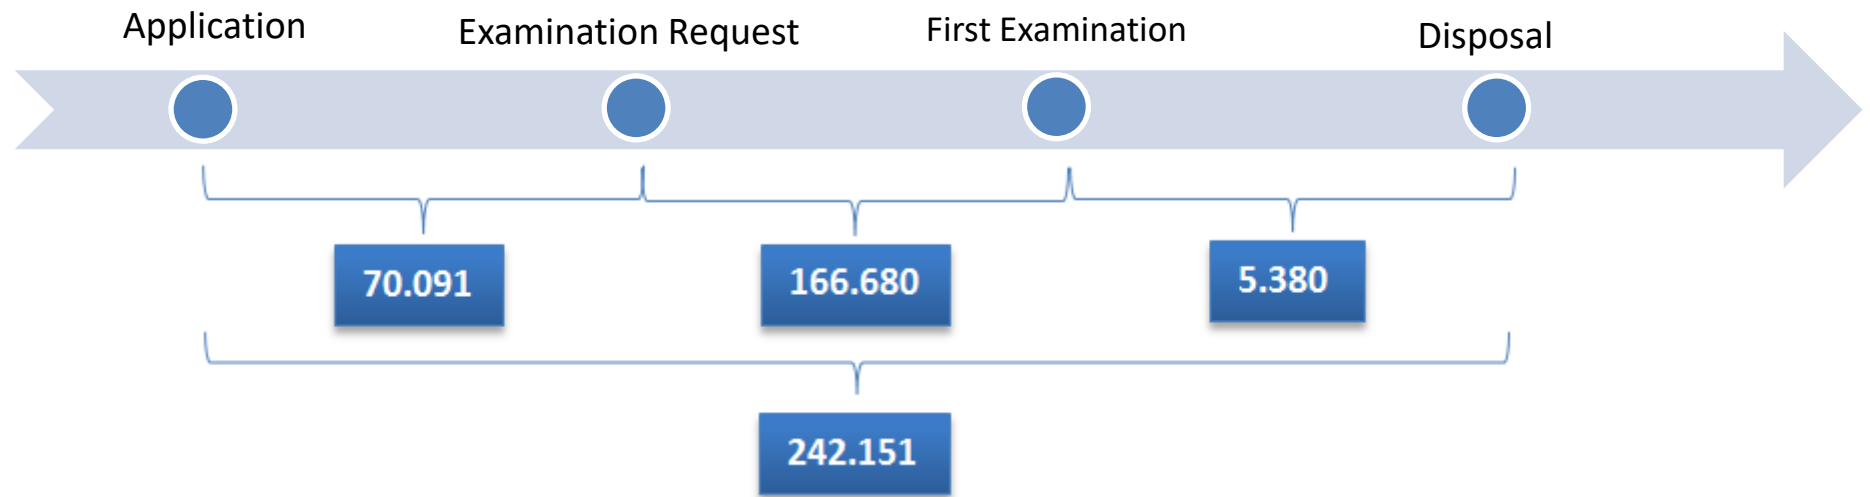 Application
Examination Request
First Examination
Disposal
70.091
166.680
5.380
242.151